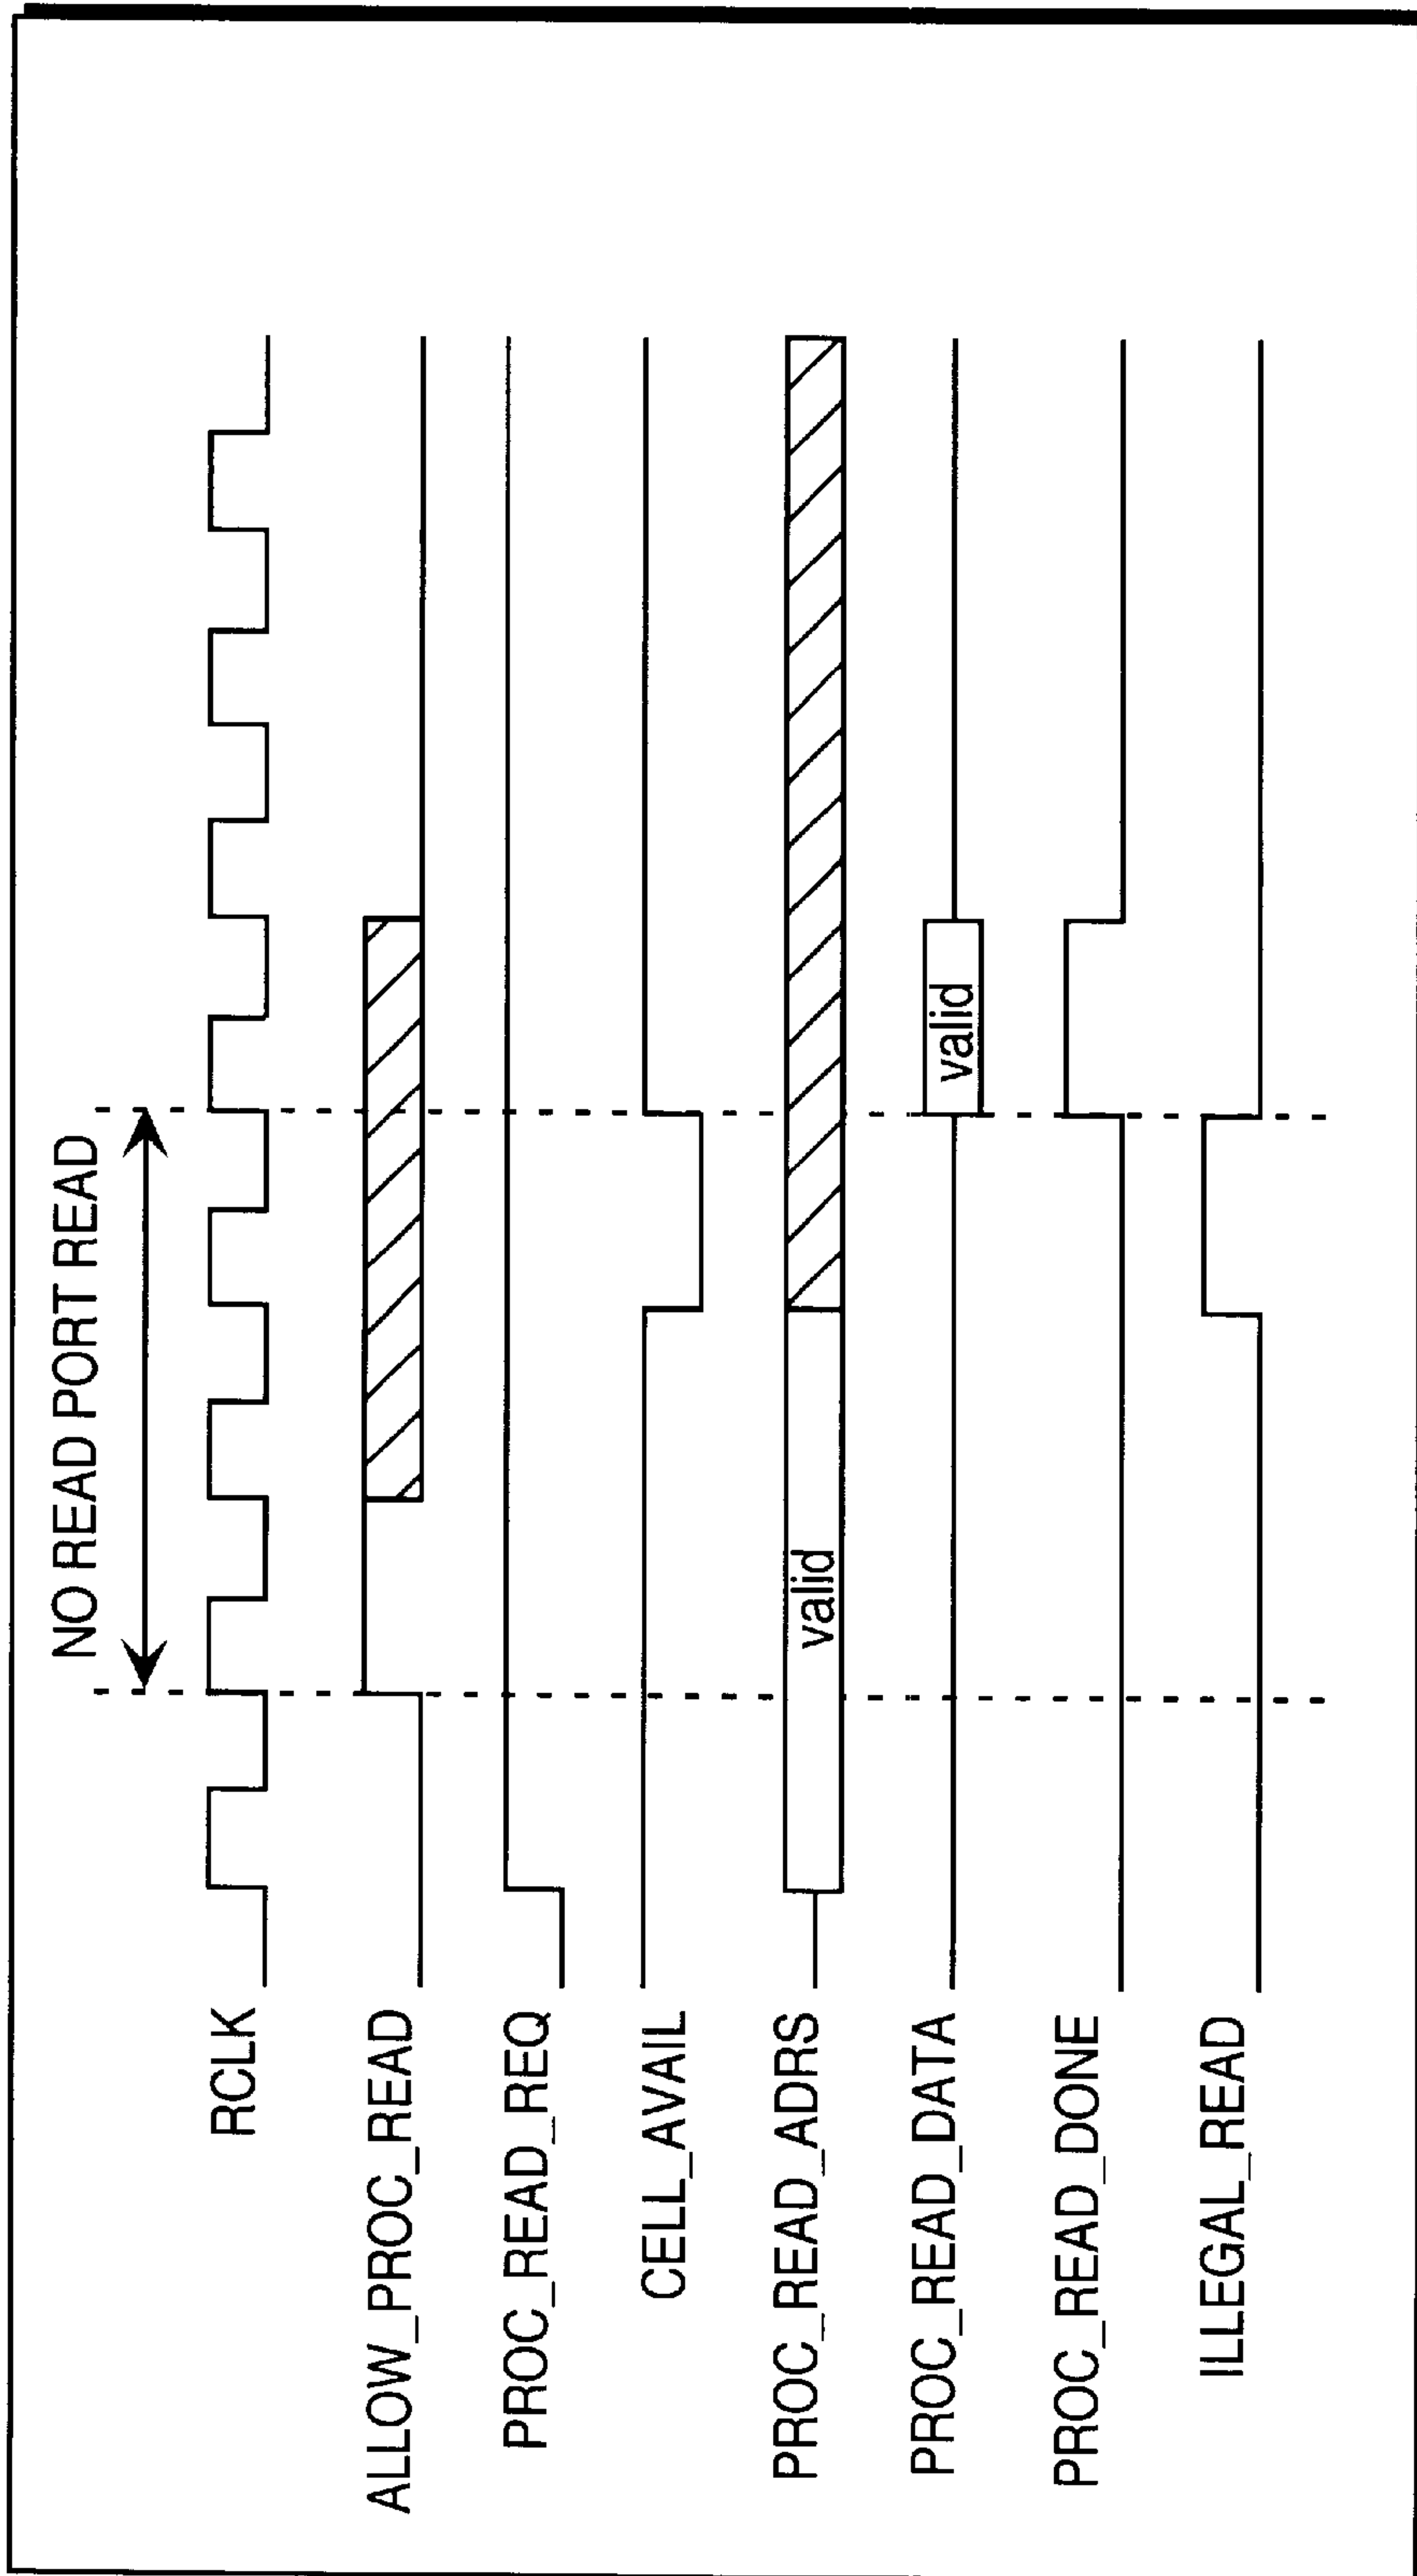 NO READ PORT READ
RCLK
ALLOW_PROC_READ
PROC_READ_REQ
CELL_AVAIL
PROC_READ_ADRS
valid
PROC_READ_DATA
valid
PROC_READ_DONE
ILLEGAL_READ